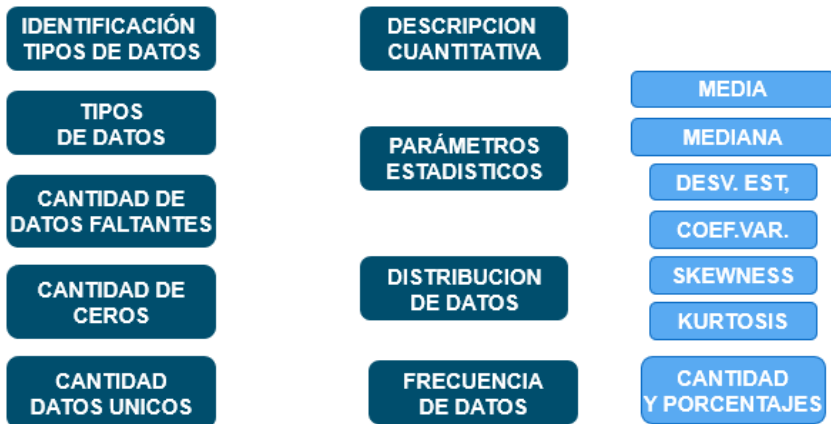 IDENTIFICACIÓN
TIPOS DE DATOS
TIPOS
DE DATOS
CANTIDAD DE
DATOS FALTANTES
CANTIDAD DE
CEROS
CANTIDAD
DATOS UNICOS
DESCRIPCION
CUANTITATIVA
PARÁMETROS
ESTADISTICOS
DISTRIBUCION
DE DATOS
FRECUENCIA
DE DATOS
MEDIA
MEDIANA
DESV. EST,
COEF.VAR.
SKEWNESS
KURTOSIS
CANTIDAD
Y PORCENTAJES